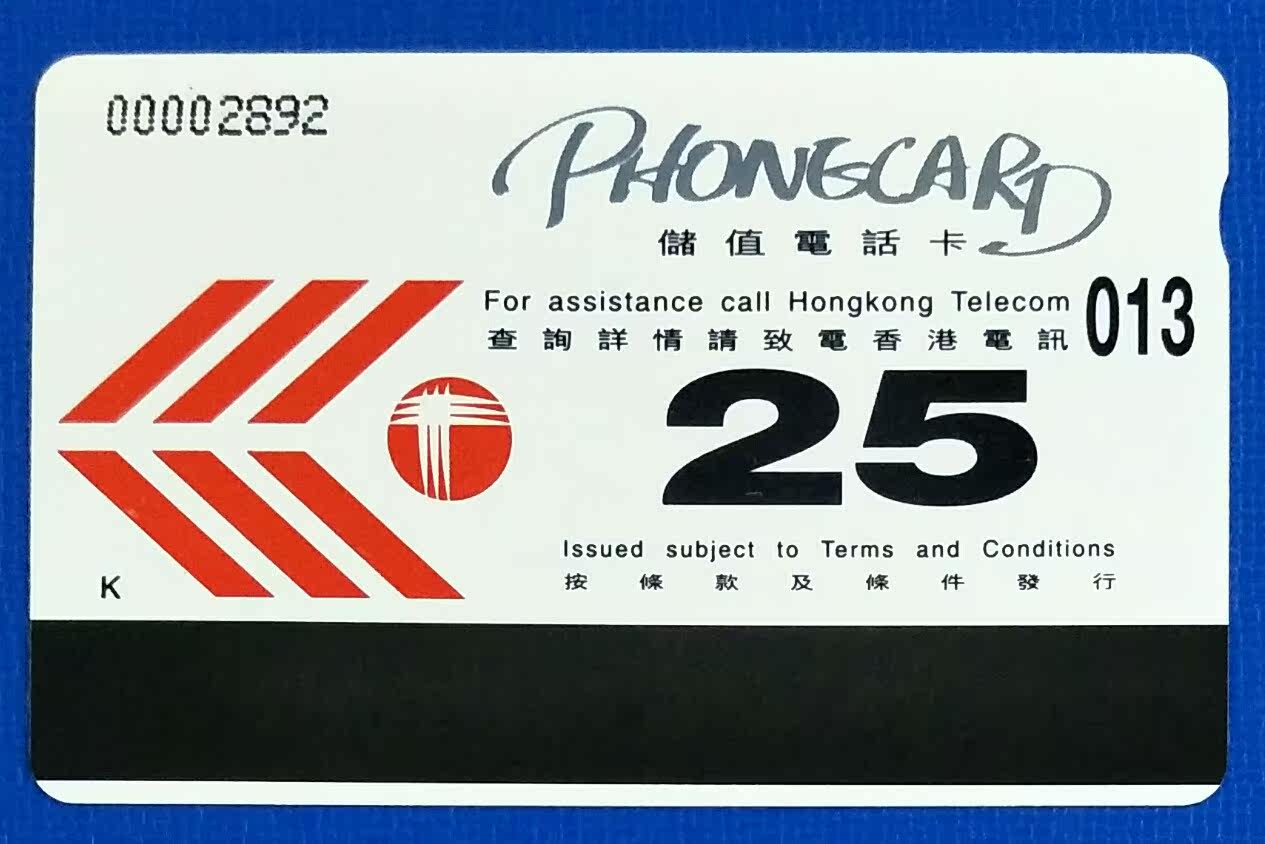 00002892
PHONECARD
儲值電話卡
For assistance call Hongkong Telecom 013
查詢詳情請致電香港電訊
25
Issued subject to Terms and Conditions
按條款及條件發行
K